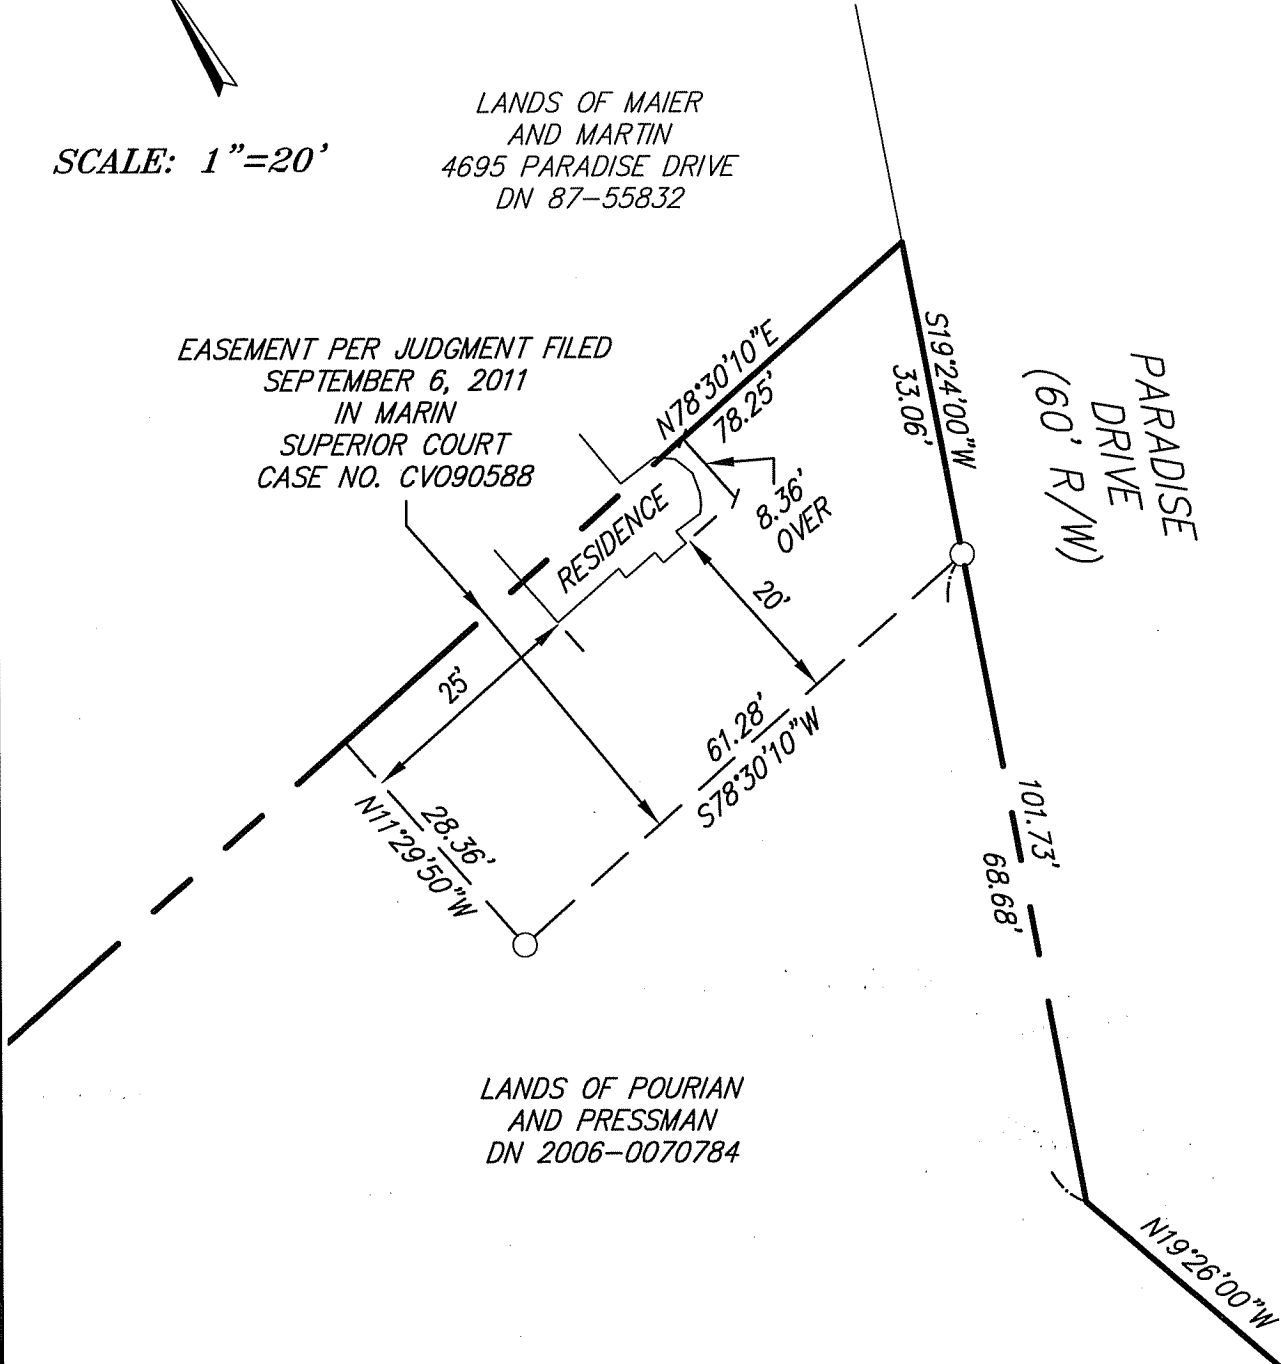 SCALE: 1"=20'
LANDS OF MAIER
AND MARTIN
4695 PARADISE DRIVE
DN 87-55832
EASEMENT PER JUDGMENT FILED
SEPTEMBER 6, 2011
IN MARIN
SUPERIOR COURT
CASE NO. CV090588
N78°30'10"E
78.25'
S19°24'00"W
33.06'
PARADISE
DRIVE
(60' R/W)
RESIDENCE
8.36'
OVER
20'
25'
61.28'
S78°30'10"W
28.36'
N11°29'50"W
101.73'
68.68'
LANDS OF POURIAN
AND PRESSMAN
DN 2006-0070784
N19°26'00"W